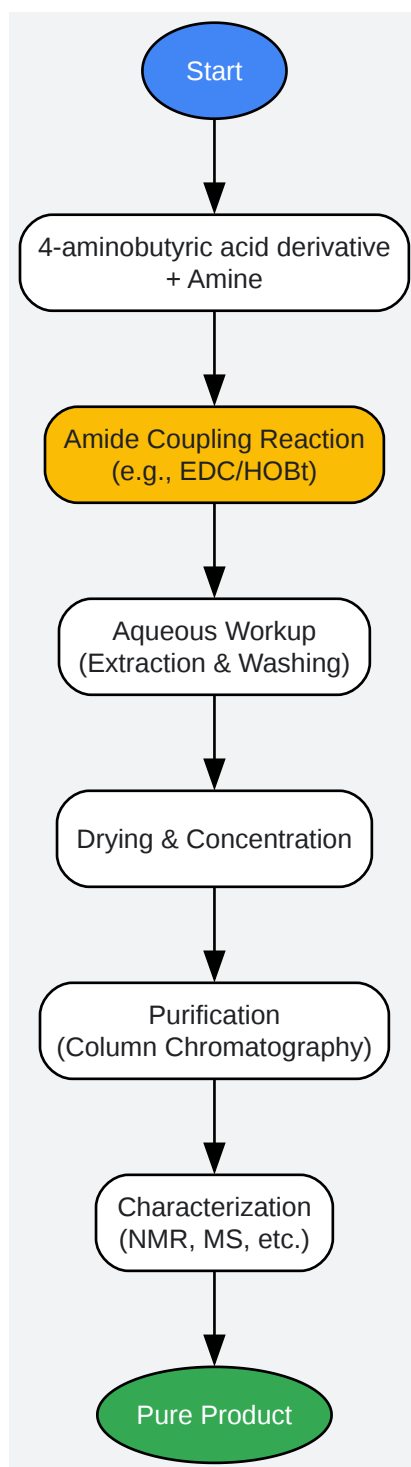 Start
4-aminobutyric acid derivative
+ Amine
Amide Coupling Reaction
(e.g., EDC/HOBt)
Aqueous Workup
(Extraction & Washing)
Drying & Concentration
Purification
(Column Chromatography)
Characterization
(NMR, MS, etc.)
Pure Product